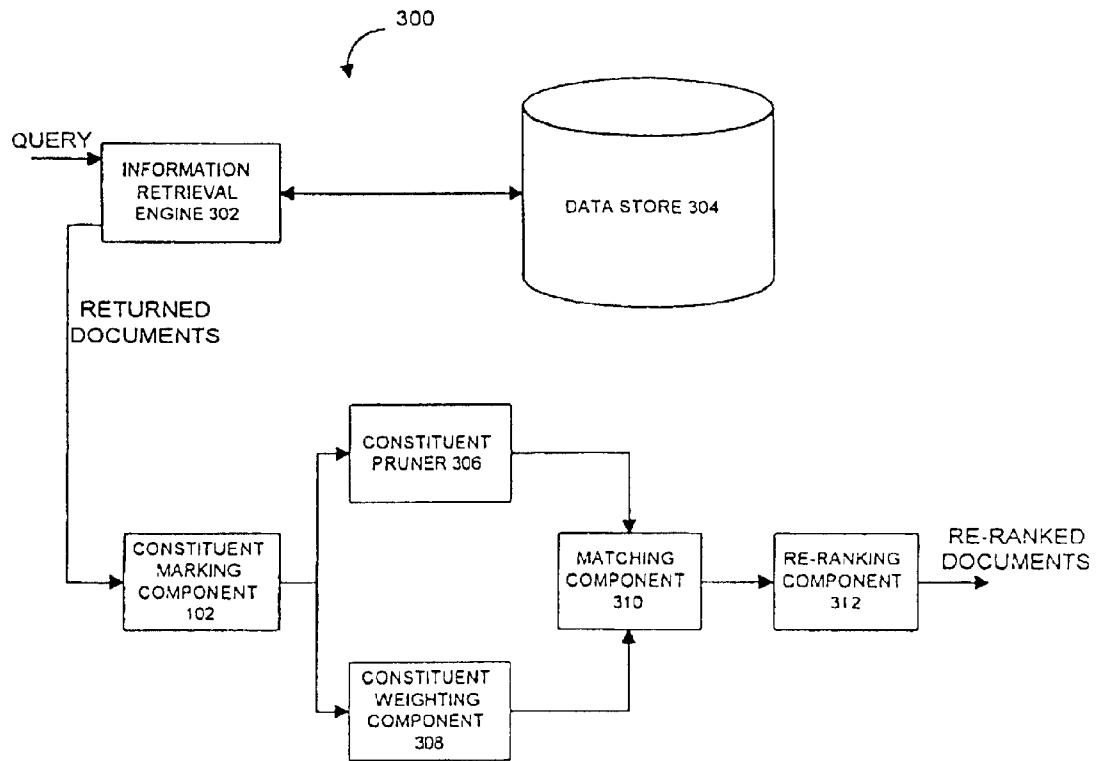 300
QUERY
INFORMATION
RETRIEVAL
ENGINE 302
DATA STORE 304
RETURNED
DOCUMENTS
CONSTITUENT
PRUNER 306
CONSTITUENT
MARKING
COMPONENT
102
MATCHING
COMPONENT
310
RE-RANKING
COMPONENT
312
RE-RANKED
DOCUMENTS
CONSTITUENT
WEIGHTING
COMPONENT
308